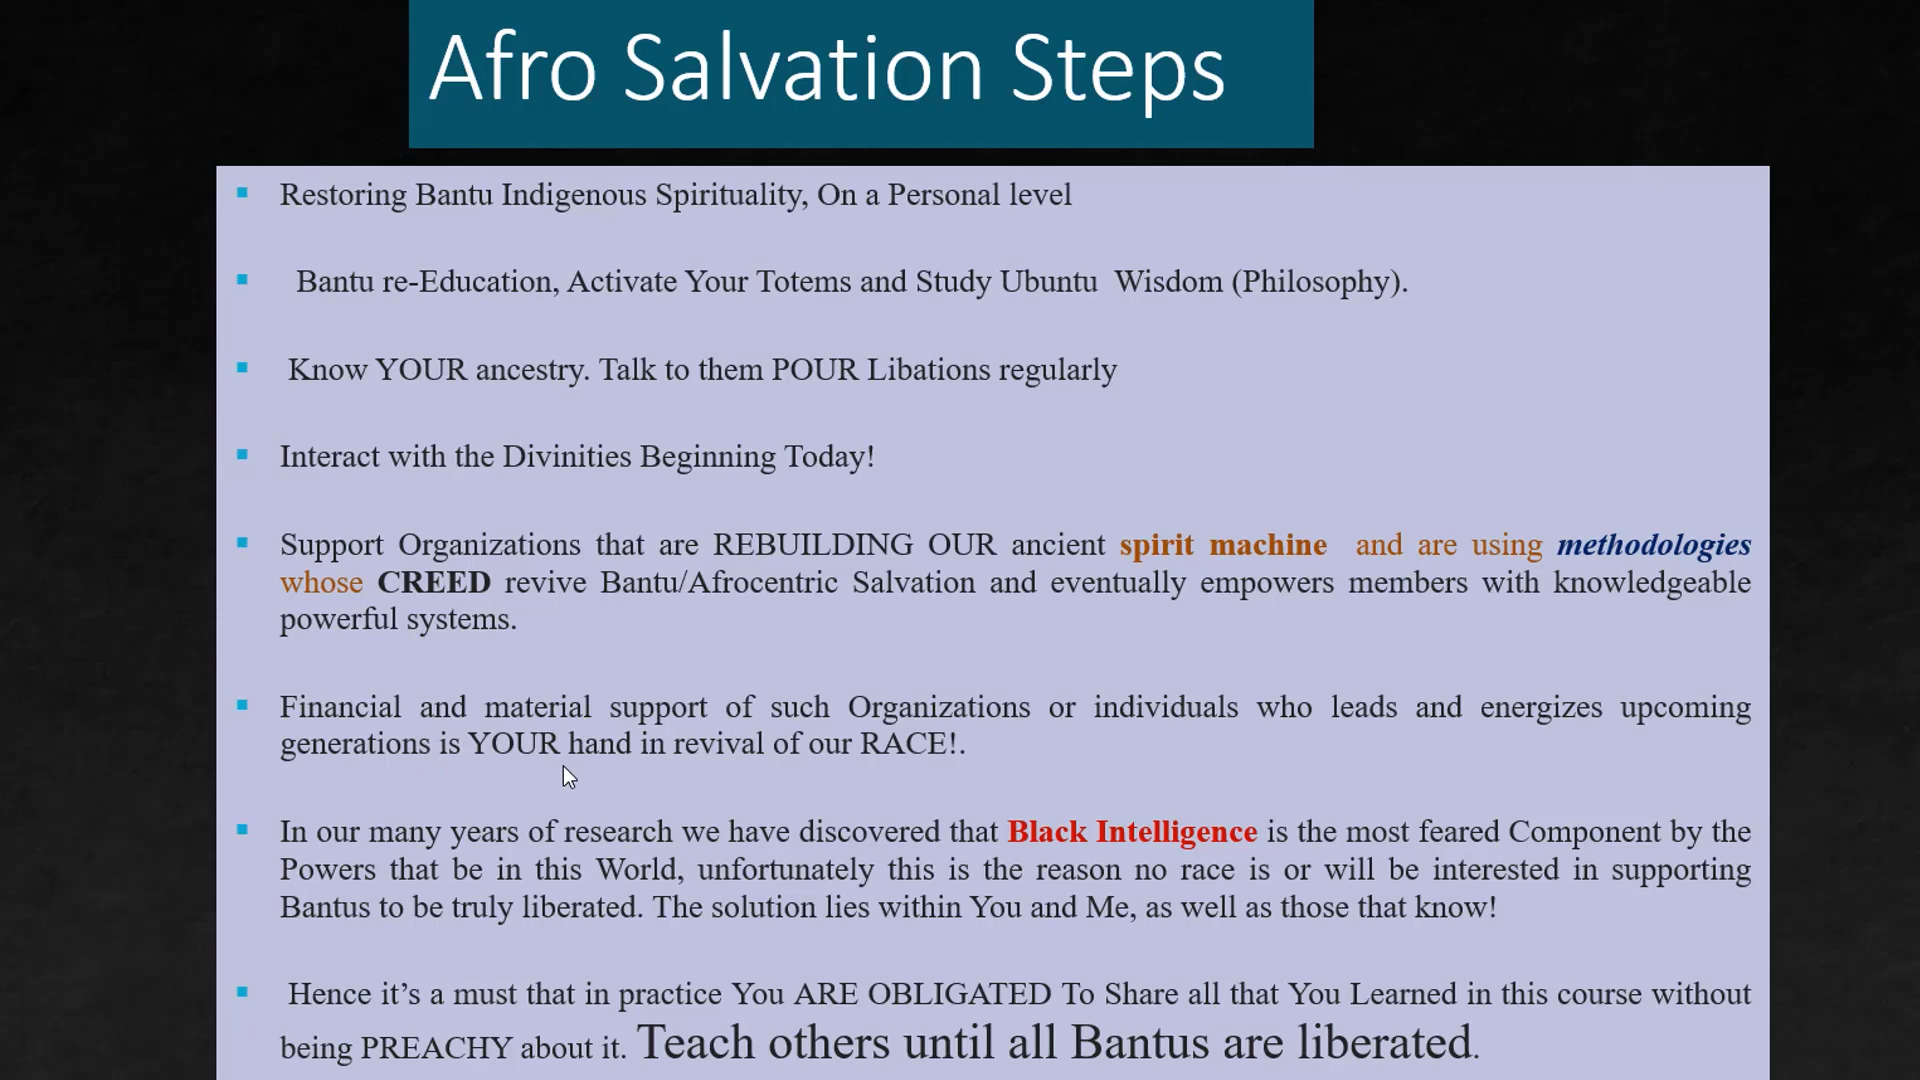 Afro Salvation Steps
Restoring Bantu Indigenous Spirituality, On a Personal level
Bantu re-Education, Activate Your Totems and Study Ubuntu Wisdom (Philosophy).
Know YOUR ancestry. Talk to them POUR Libations regularly
Interact with the Divinities Beginning Today!
Support Organizations that are REBUILDING OUR ancient spirit machine and are using methodologies
whose CREED revive Bantu/Afrocentric Salvation and eventually empowers members with knowledgeable
powerful systems.
Financial and material support of such Organizations or individuals who leads and energizes upcoming
generations is YOUR hand in revival of our RACE!.
In our many years of research we have discovered that Black Intelligence is the most feared Component by the
Powers that be in this World, unfortunately this is the reason no race is or will be interested in supporting
Bantus to be truly liberated. The solution lies within You and Me, as well as those that know!
Hence it’s a must that in practice You ARE OBLIGATED To Share all that You Learned in this course without
being PREACHY about it. Teach others until all Bantus are liberated.